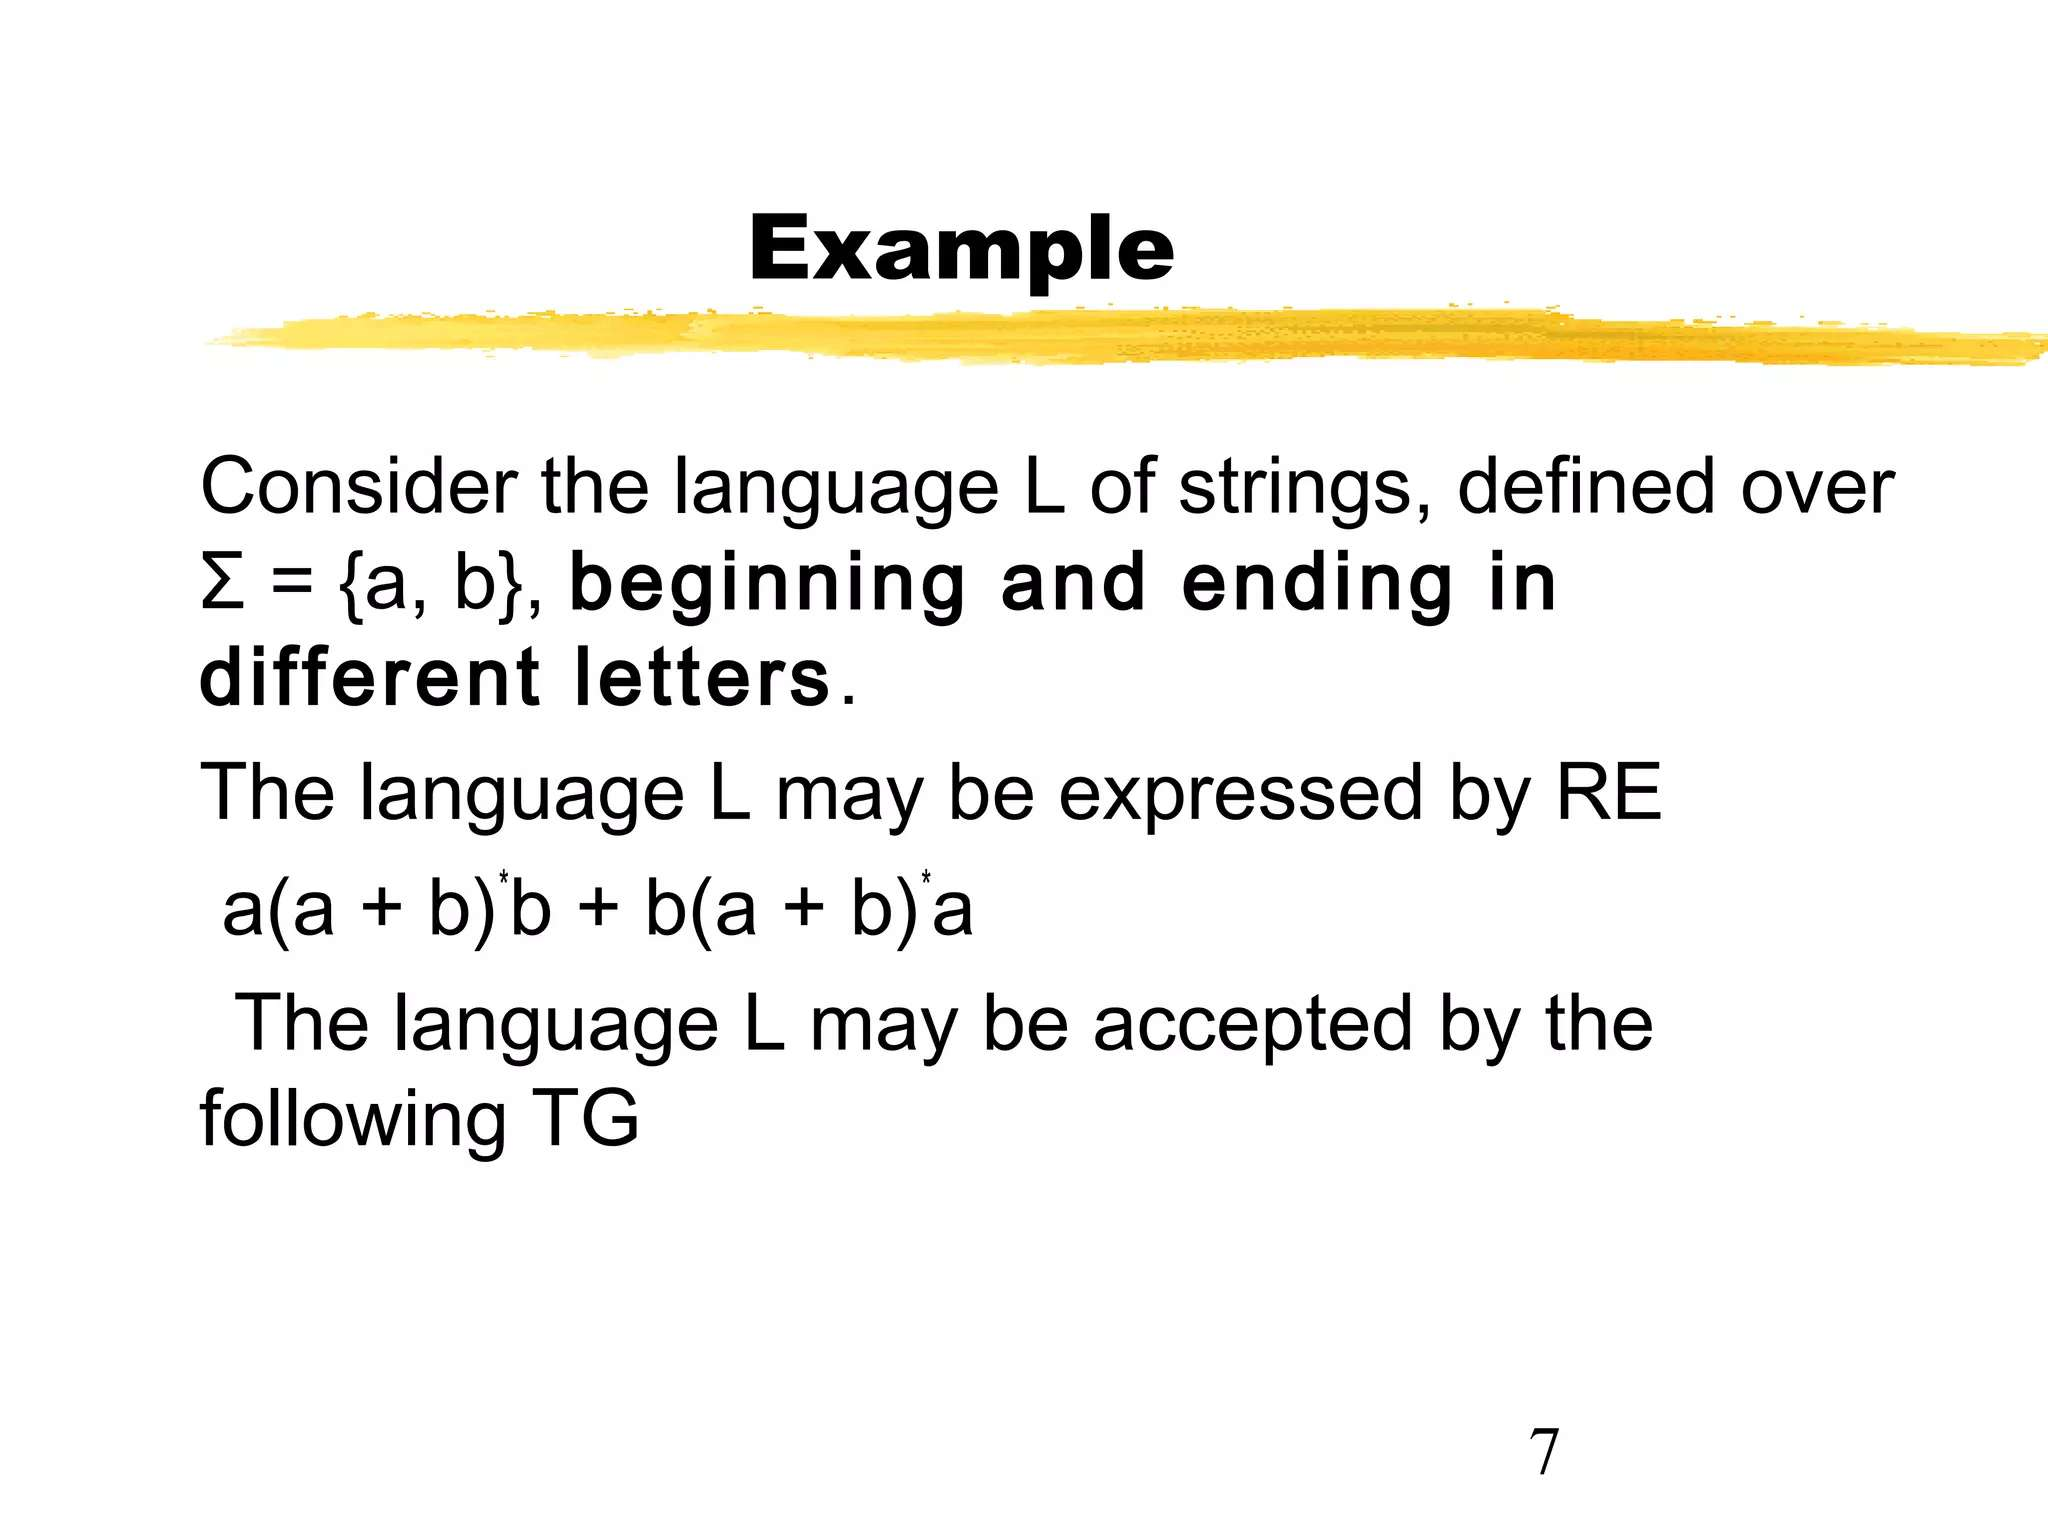 Example
Consider the language L of strings, defined over
Σ = {a, b}, beginning and ending in
different letters.
The language L may be expressed by RE
a(a + b)*b + b(a + b)*a
The language L may be accepted by the
following TG
7